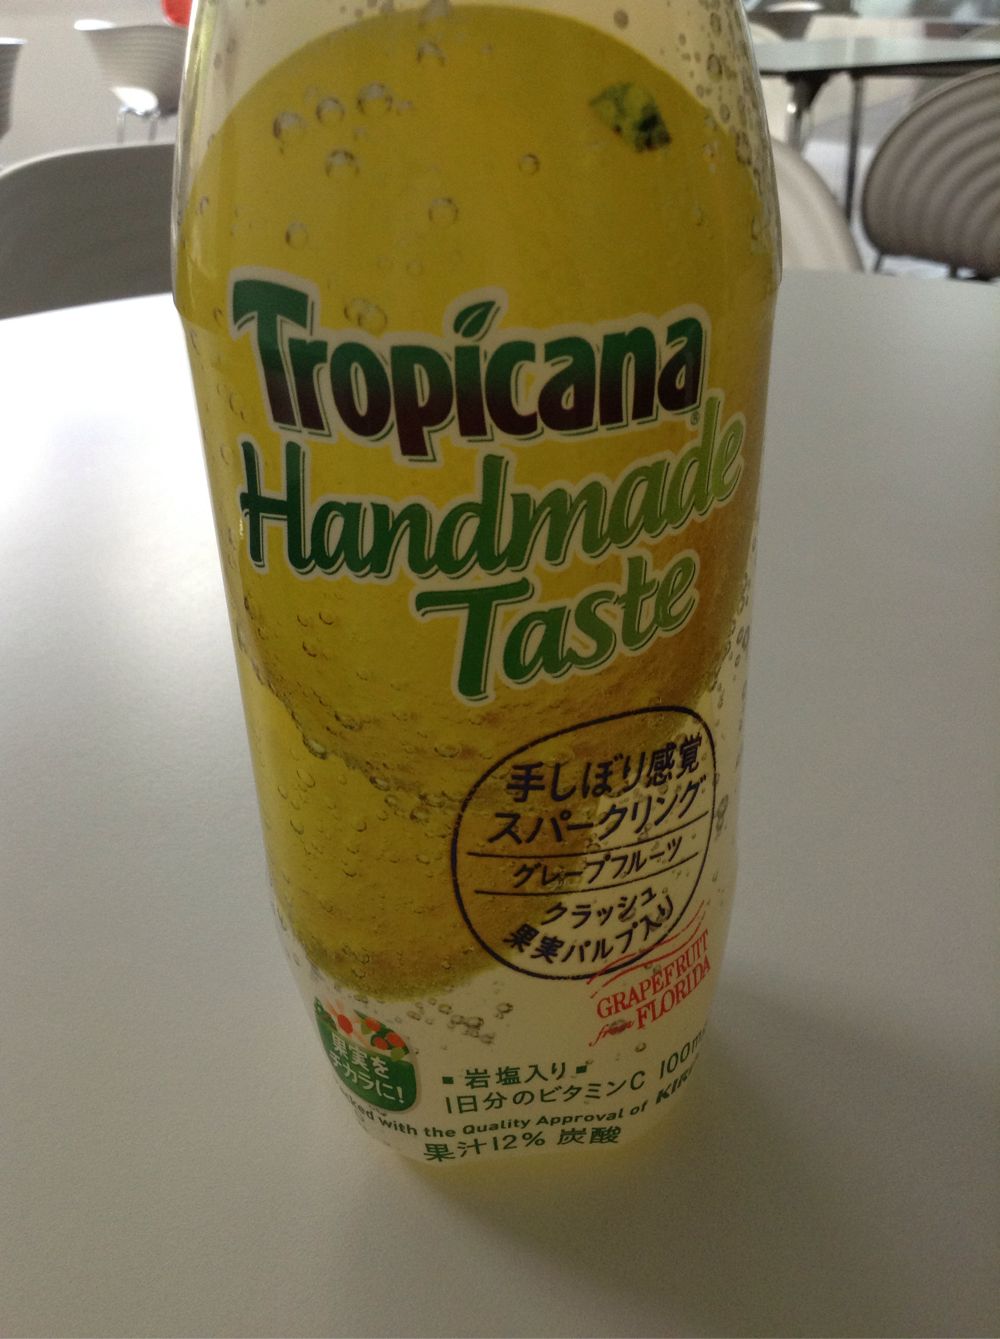 Tropicana®
Handmade
Taste
手しぼり感覚
スパークリング
グレープフルーツ
クラッシュ
果実パルプ入り
GRAPEFRUIT
from FLORIDA
果実を
チカラに!
■岩塩入り■
1日分のビタミンC 100m
with the Quality Approval of
果汁12% 炭酸